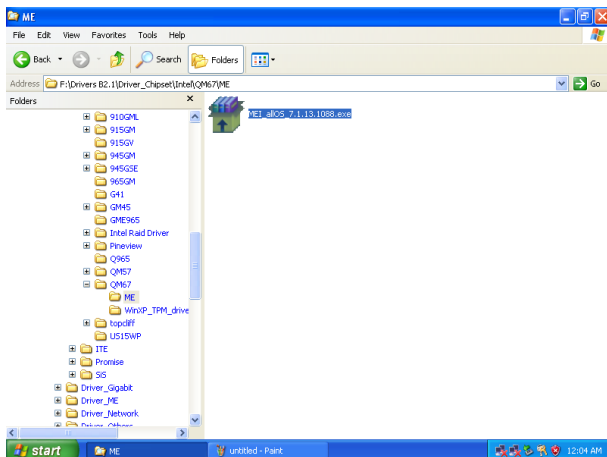 ME
File Edit View Favorites Tools Help
Back Search Folders
Address F:\Drivers B2.1\Driver_Chipset\Intel\QM67\ME Go
Folders
MEI_allOS_7.1.13.1088.exe
910GML
915GM
915GV
945GM
945GSE
965GM
G41
GM45
GME965
Intel Raid Driver
Pineview
Q965
QM57
QM67
ME
WinXP_TPM_drive
topcliff
US15WP
ITE
Promise
SiS
Driver_Gigabit
Driver_ME
Driver_Network
Driver_Others
start ME untitled - Paint 12:04 AM